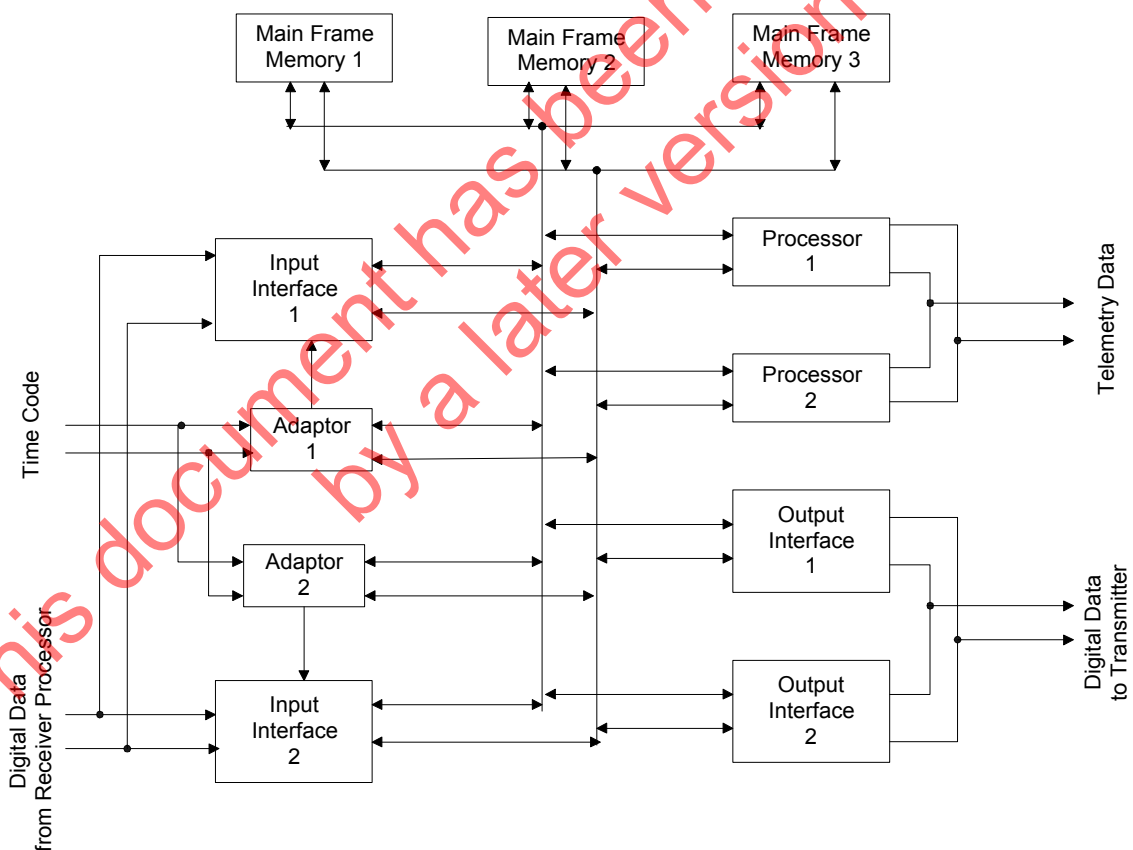 Main Frame
Memory 1
Main Frame
Memory 2
Main Frame
Memory 3
Input
Interface
1
Processor
1
Processor
2
Telemetry Data
Time Code
Adaptor
1
Adaptor
2
Output
Interface
1
Digital Data
to Transmitter
Digital Data
from Receiver Processor
Input
Interface
2
Output
Interface
2
his document has been
by a later version